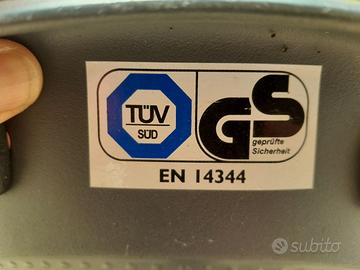 TÜV
SÜD
GS
geprüfte
Sicherheit
EN 14344
subito